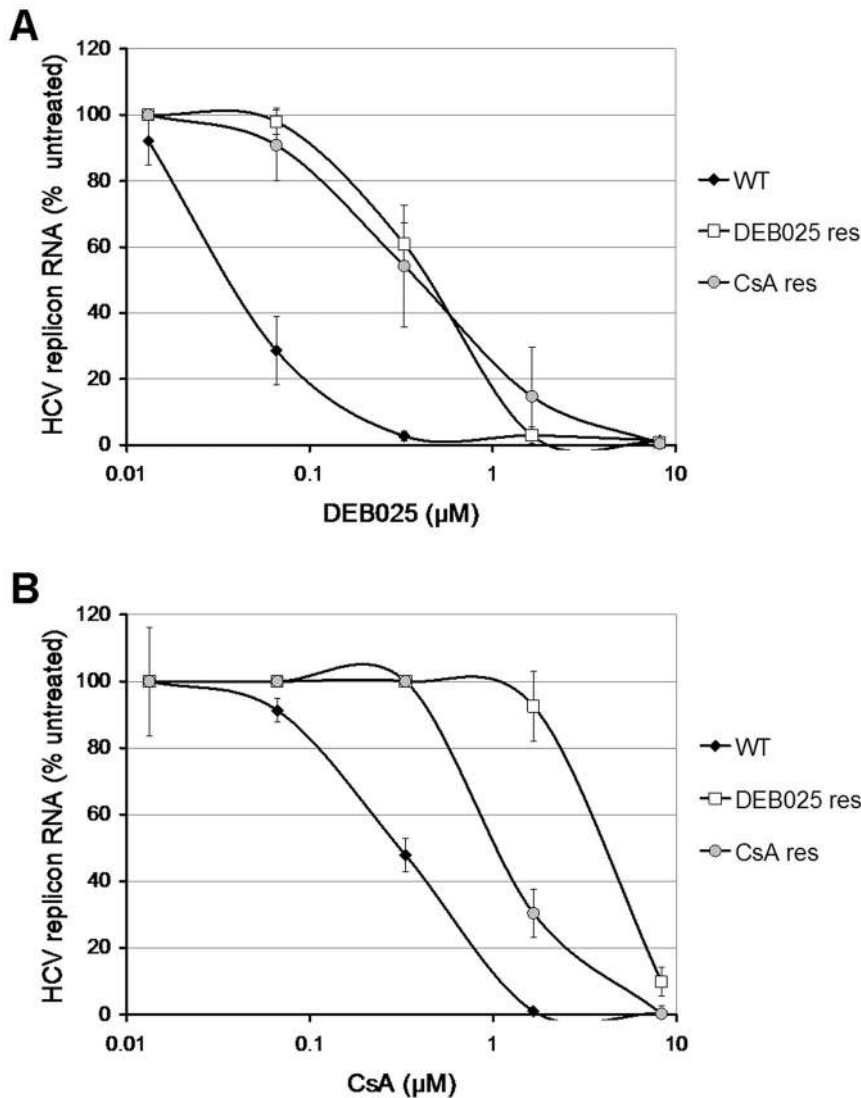 A
HCV replicon RNA (% untreated)
120
100
80
60
40
20
0
0.01 0.1 1 10
DEB025 (µM)
WT
DEB025 res
CsA res
B
HCV replicon RNA (% untreated)
120
100
80
60
40
20
0
0.01 0.1 1 10
CsA (µM)
WT
DEB025 res
CsA res